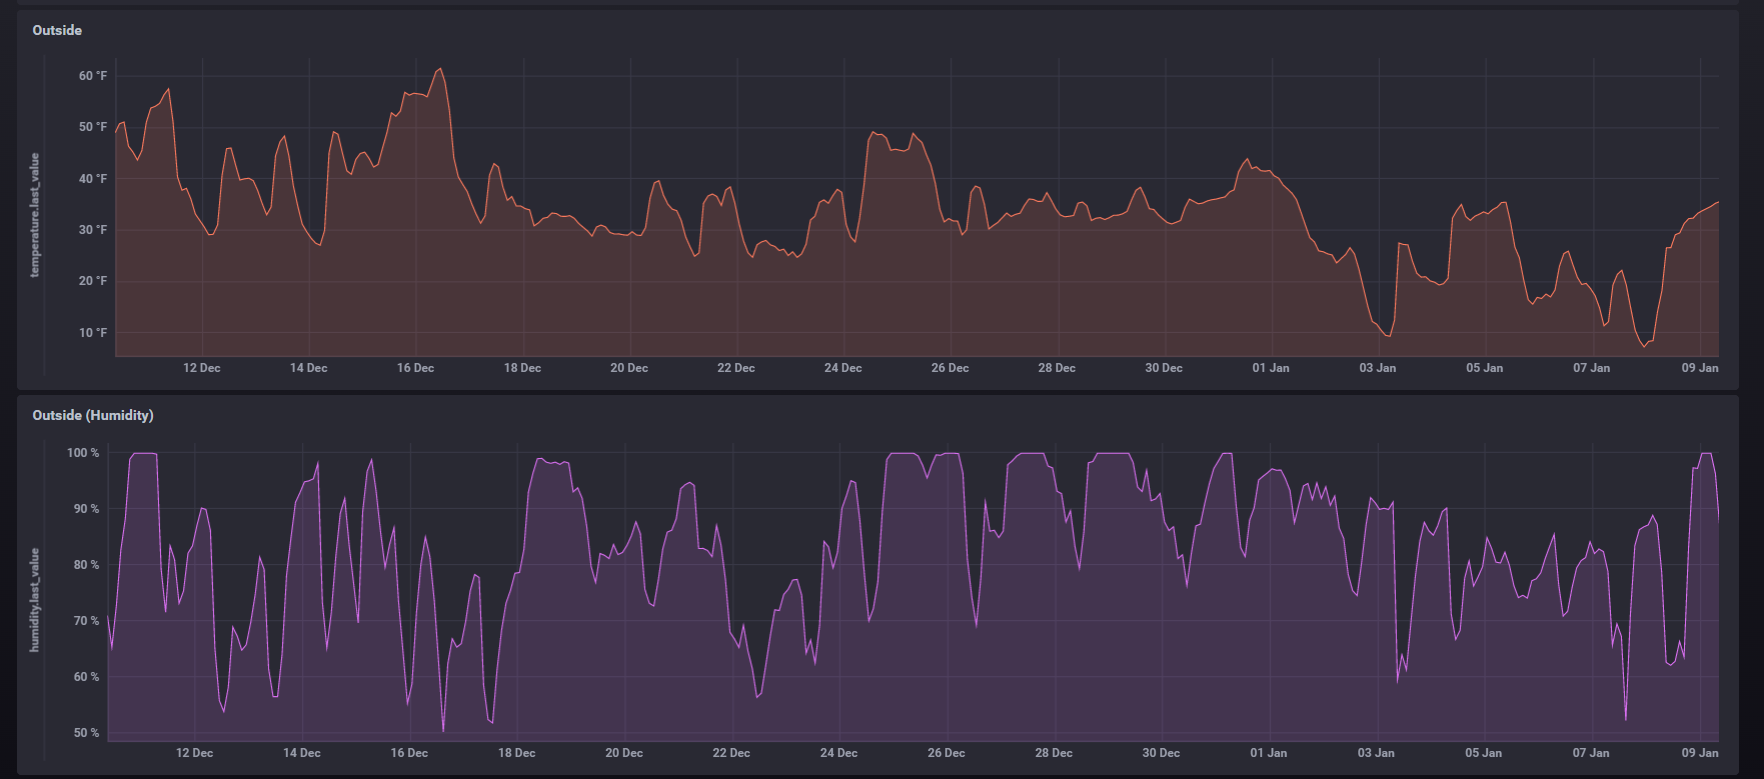 Outside
temperature.last_value
60 °F
50 °F
40 °F
30 °F
20 °F
10 °F
12 Dec 14 Dec 16 Dec 18 Dec 20 Dec 22 Dec 24 Dec 26 Dec 28 Dec 30 Dec 01 Jan 03 Jan 05 Jan 07 Jan 09 Jan
Outside (Humidity)
humidity.last_value
100 %
90 %
80 %
70 %
60 %
50 %
12 Dec 14 Dec 16 Dec 18 Dec 20 Dec 22 Dec 24 Dec 26 Dec 28 Dec 30 Dec 01 Jan 03 Jan 05 Jan 07 Jan 09 Jan